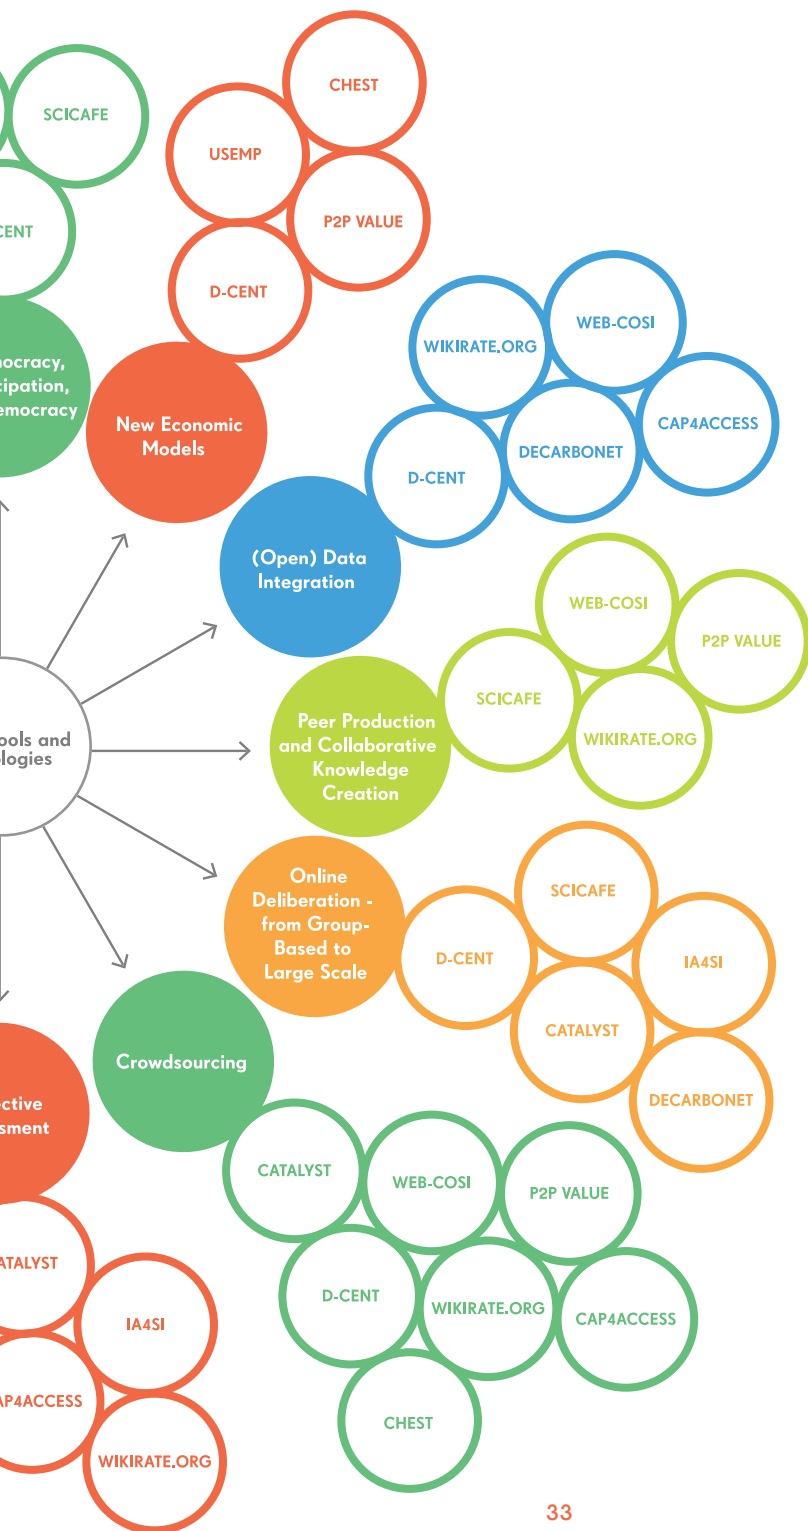 CHEST
SCICAFE
USEMP
P2P VALUE
CENT
D-CENT
WEB-COSI
WIKIRATE.ORG
CAP4ACCESS
DECARBONET
D-CENT
ocracy,
cipation,
emocracy
New Economic
Models
(Open) Data
Integration
WEB-COSI
P2P VALUE
SCICAFE
WIKIRATE.ORG
Peer Production
and Collaborative
Knowledge
Creation
ools and
logies
Online
Deliberation -
from Group-
Based to
Large Scale
SCICAFE
D-CENT
IA4SI
CATALYST
DECARBONET
Crowdsourcing
ective
sment
CATALYST
WEB-COSI
P2P VALUE
D-CENT
WIKIRATE.ORG
CAP4ACCESS
CHEST
ATALYST
IA4SI
AP4ACCESS
WIKIRATE.ORG
33